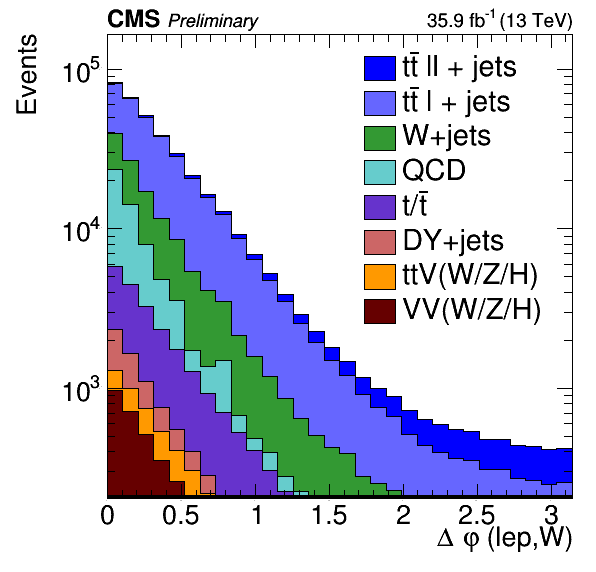 CMS Preliminary 35.9 fb⁻¹ (13 TeV)
Events
10⁵
10⁴
10³
tt̄ ll + jets
tt̄ l + jets
W+jets
QCD
t/t̄
DY+jets
ttV(W/Z/H)
VV(W/Z/H)
0 0.5 1 1.5 2 2.5 3
Δ φ (lep,W)